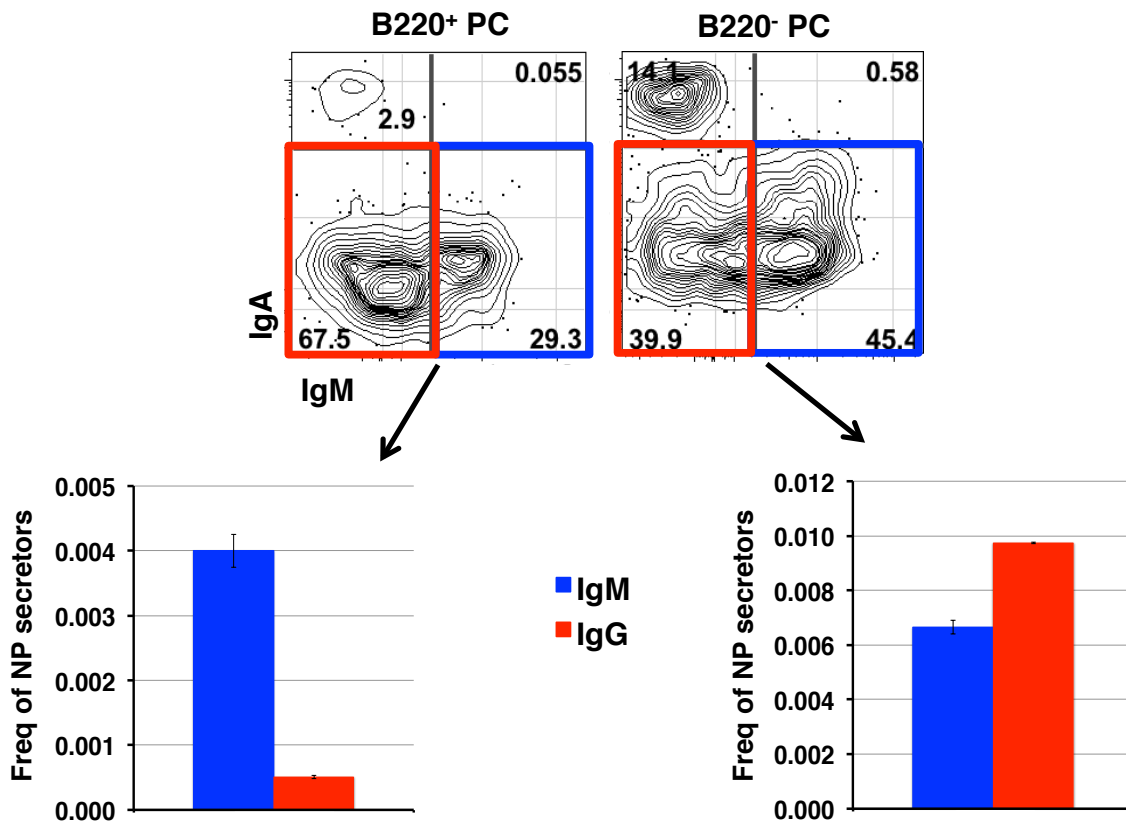 B220⁺ PC
B220⁻ PC
0.055
2.9
67.5
29.3
14.1
0.58
39.9
45.4
IgA
IgM
Freq of NP secretors
0.005
0.004
0.003
0.002
0.001
0.000
IgM
IgG
Freq of NP secretors
0.012
0.010
0.008
0.006
0.004
0.002
0.000